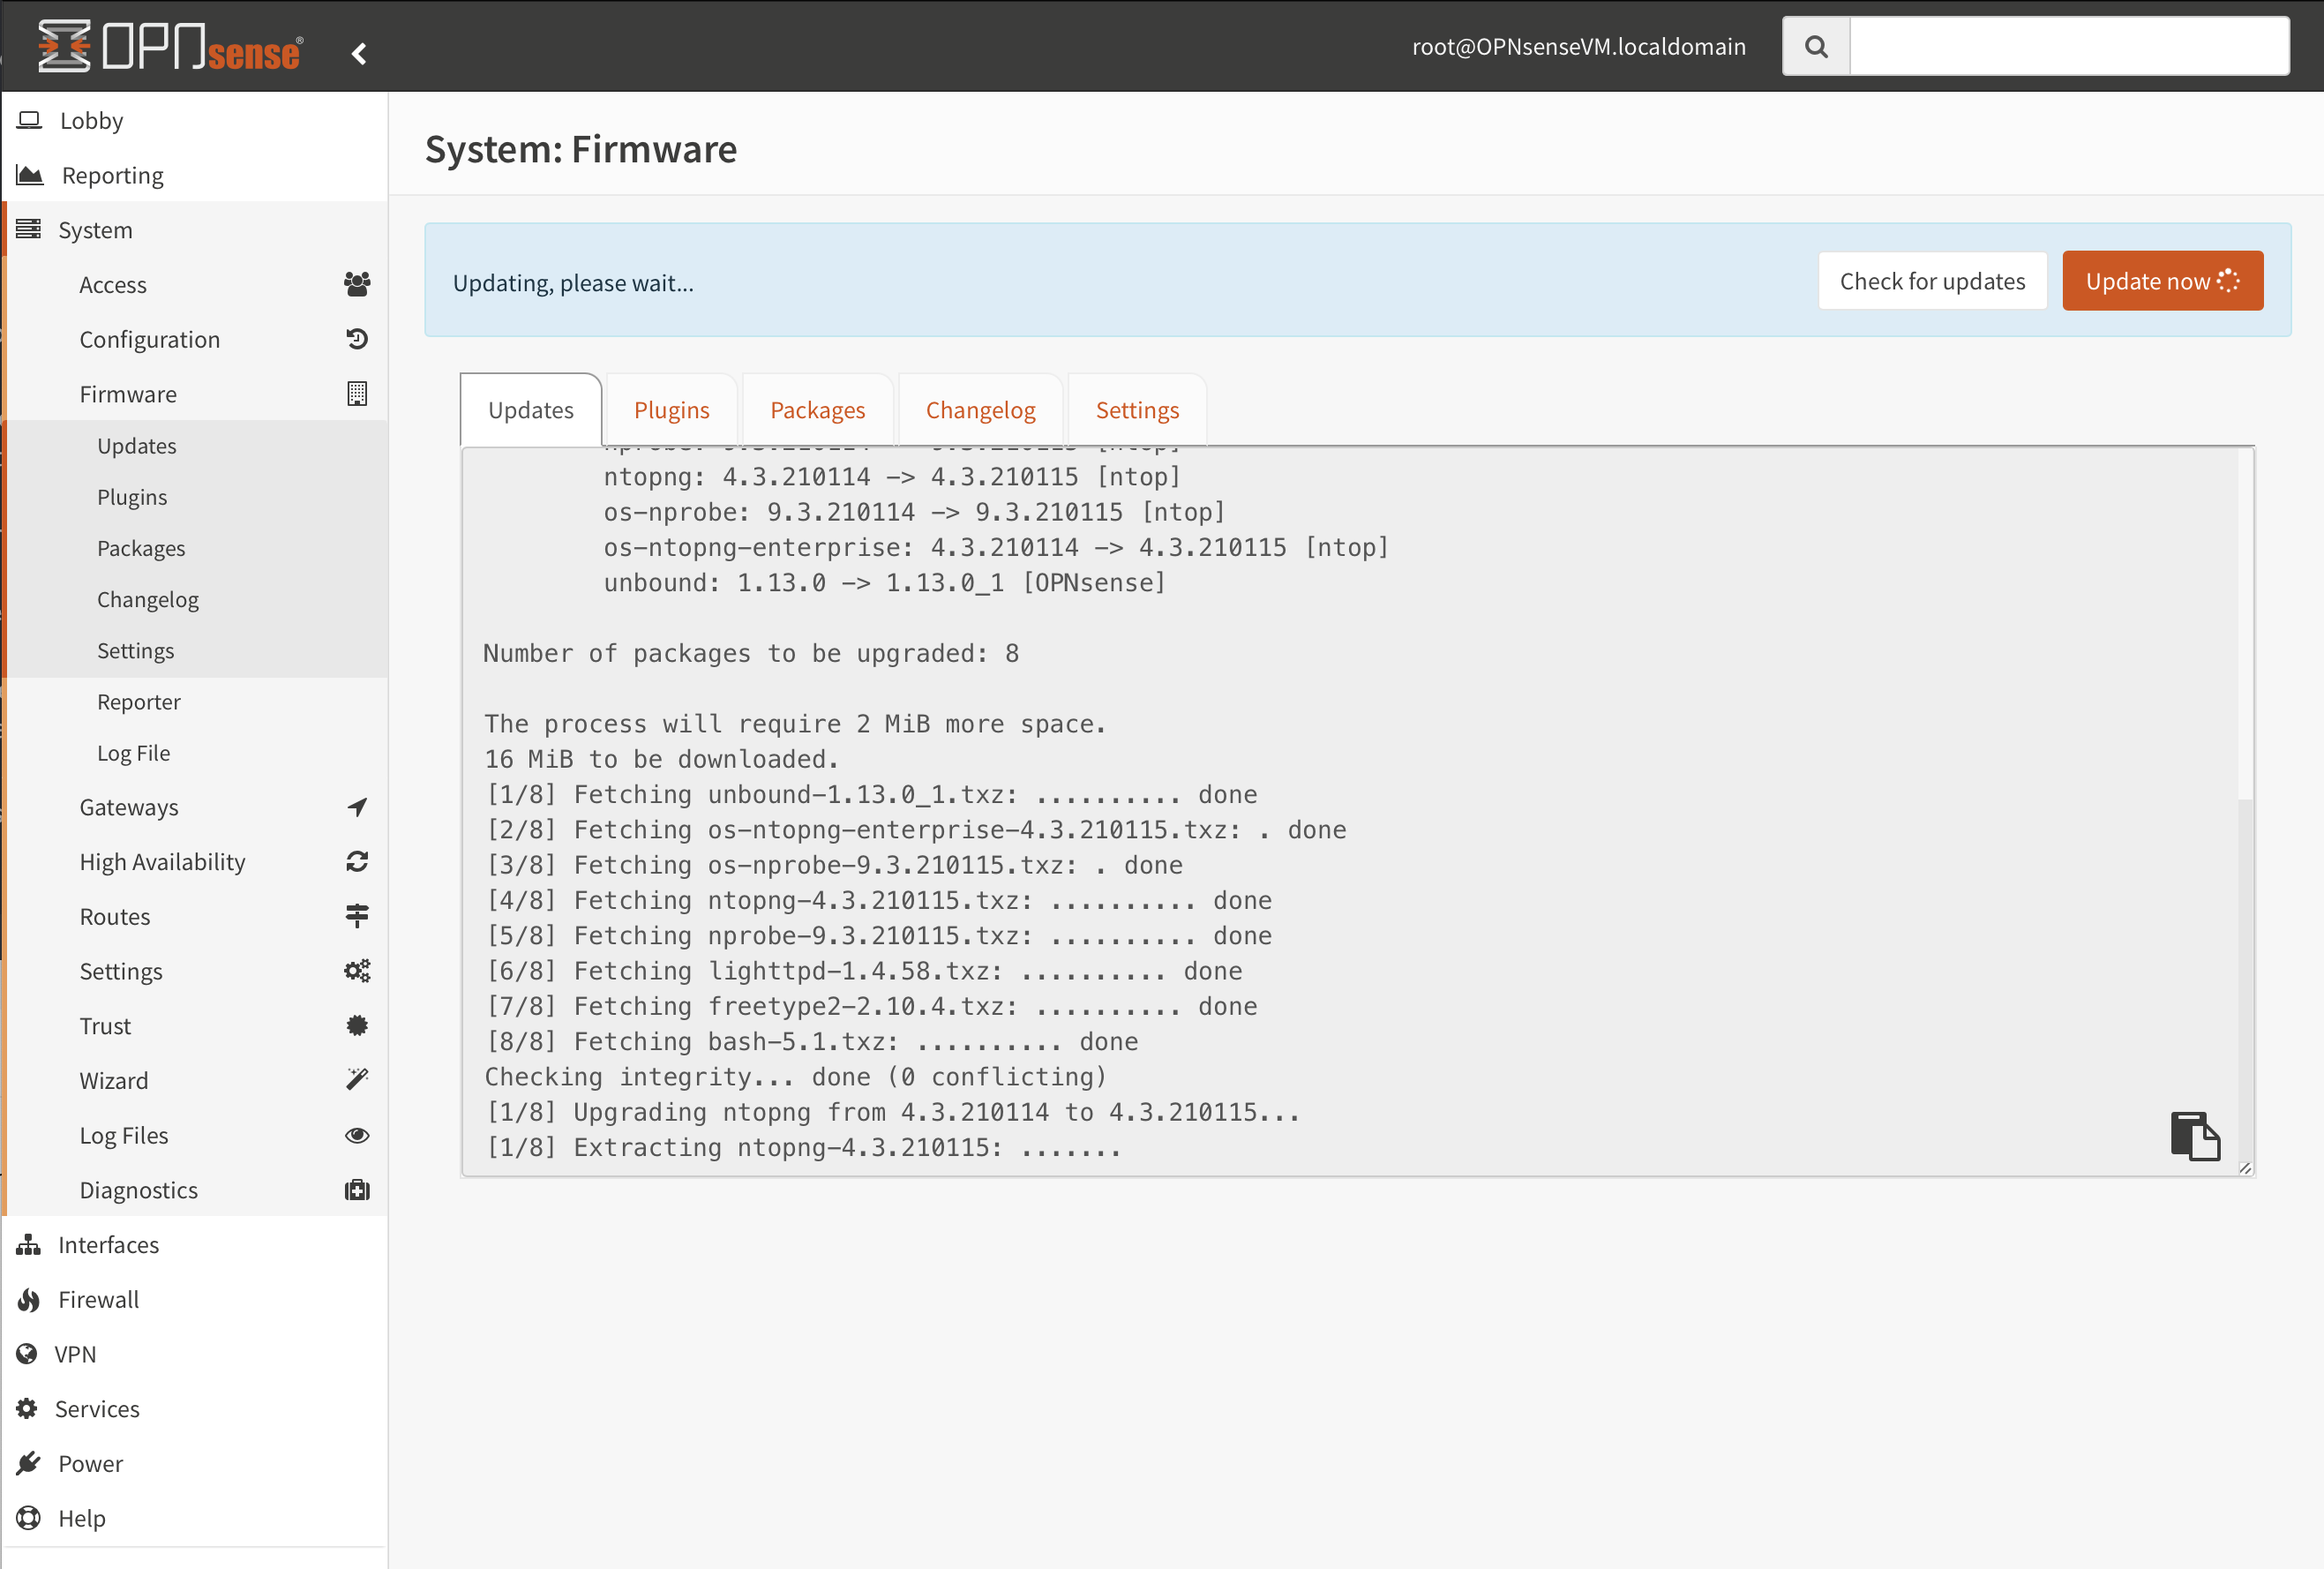 OPNsense®
root@OPNsenseVM.localdomain
Lobby
Reporting
System
Access
Configuration
Firmware
Updates
Plugins
Packages
Changelog
Settings
Reporter
Log File
Gateways
High Availability
Routes
Settings
Trust
Wizard
Log Files
Diagnostics
Interfaces
Firewall
VPN
Services
Power
Help
System: Firmware
Updating, please wait...
Check for updates
Update now
Updates
Plugins
Packages
Changelog
Settings
ntopng: 4.3.210114 -> 4.3.210115 [ntop]
os-nprobe: 9.3.210114 -> 9.3.210115 [ntop]
os-ntopng-enterprise: 4.3.210114 -> 4.3.210115 [ntop]
unbound: 1.13.0 -> 1.13.0_1 [OPNsense]
Number of packages to be upgraded: 8
The process will require 2 MiB more space.
16 MiB to be downloaded.
[1/8] Fetching unbound-1.13.0_1.txz: .......... done
[2/8] Fetching os-ntopng-enterprise-4.3.210115.txz: . done
[3/8] Fetching os-nprobe-9.3.210115.txz: . done
[4/8] Fetching ntopng-4.3.210115.txz: .......... done
[5/8] Fetching nprobe-9.3.210115.txz: .......... done
[6/8] Fetching lighttpd-1.4.58.txz: .......... done
[7/8] Fetching freetype2-2.10.4.txz: .......... done
[8/8] Fetching bash-5.1.txz: .......... done
Checking integrity... done (0 conflicting)
[1/8] Upgrading ntopng from 4.3.210114 to 4.3.210115...
[1/8] Extracting ntopng-4.3.210115: .......